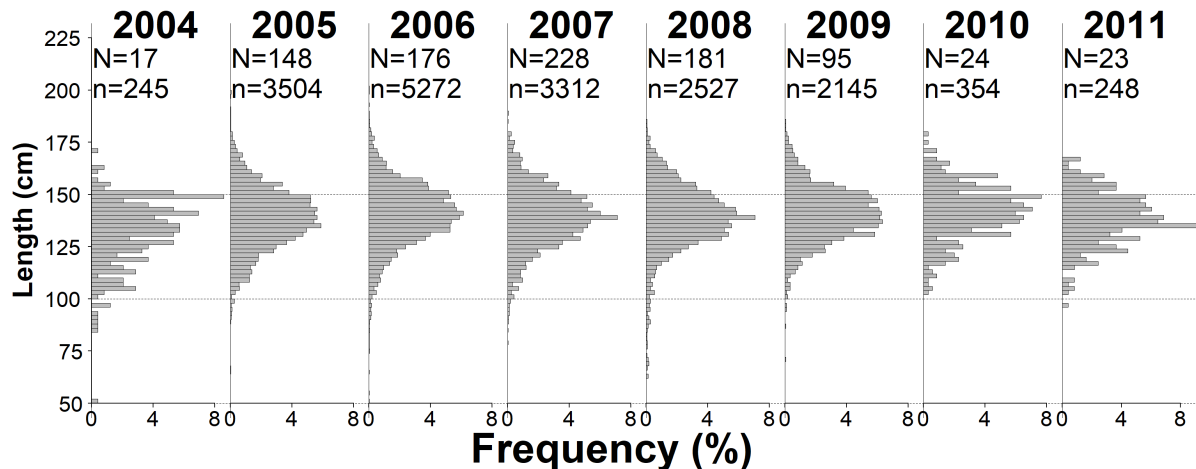 2004 2005 2006 2007 2008 2009 2010 2011
N=17 N=148 N=176 N=228 N=181 N=95 N=24 N=23
n=245 n=3504 n=5272 n=3312 n=2527 n=2145 n=354 n=248
Length (cm)
225
200
175
150
125
100
75
50
0 4 8 0 4 8 0 4 8 0 4 8 0 4 8 0 4 8 0 4 8 0 4 8
Frequency (%)